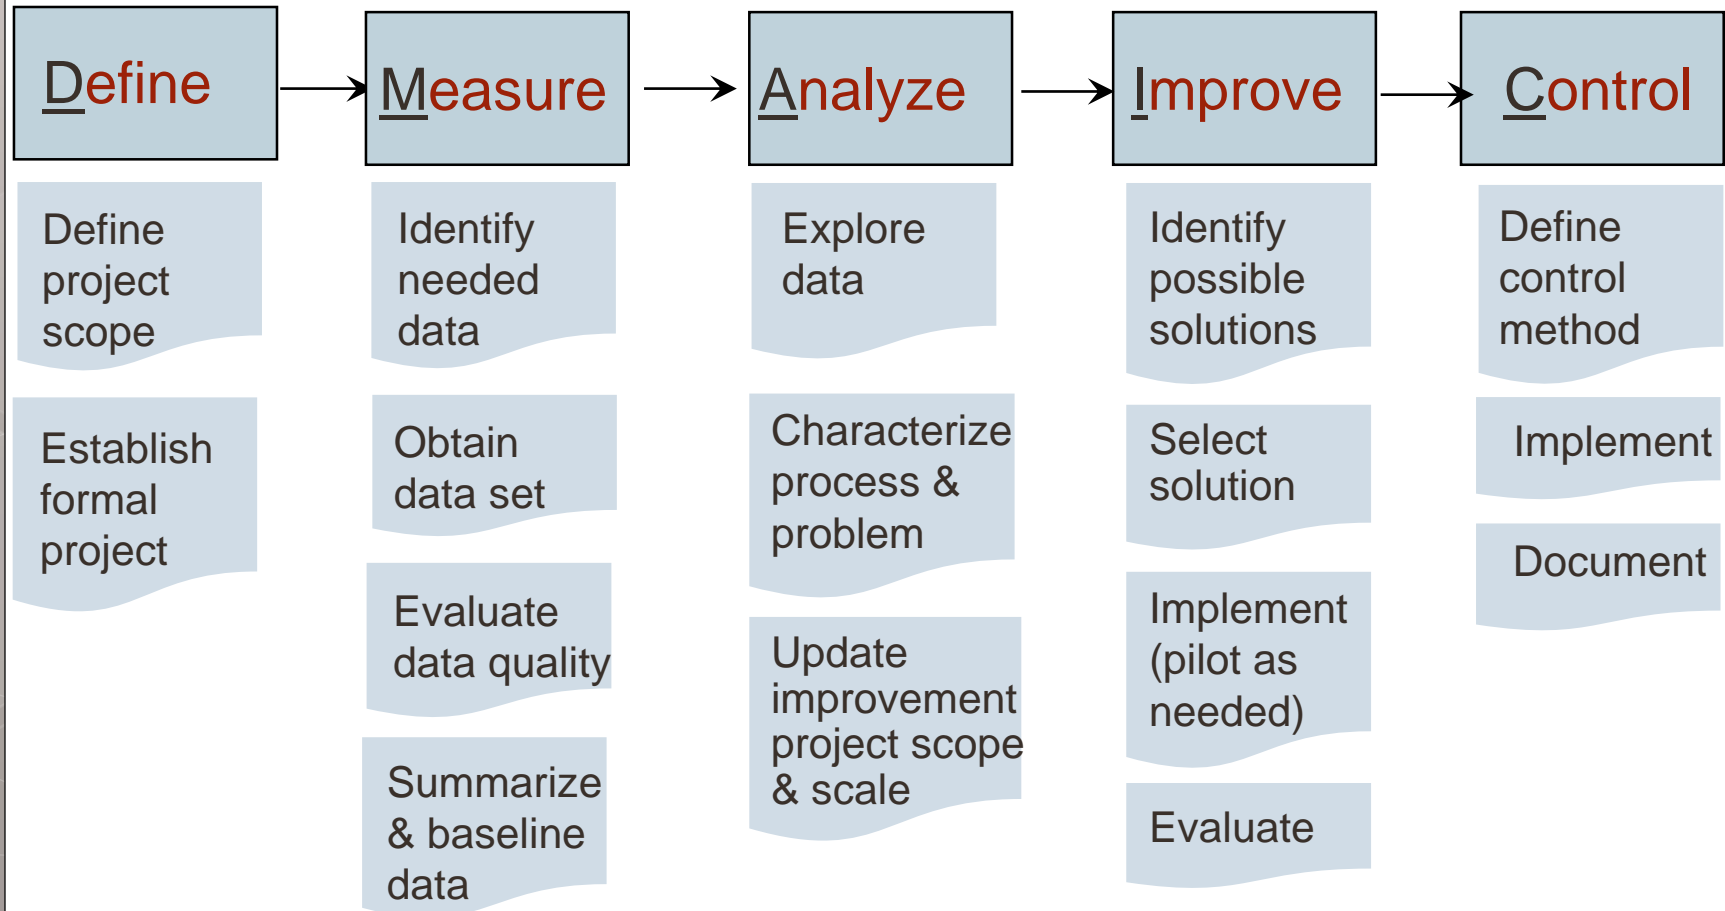 Define
Measure
Analyze
Improve
Control
Define
project
scope
Establish
formal
project
Identify
needed
data
Obtain
data set
Evaluate
data quality
Summarize
& baseline
data
Explore
data
Characterize
process &
problem
Update
improvement
project scope
& scale
Identify
possible
solutions
Select
solution
Implement
(pilot as
needed)
Evaluate
Define
control
method
Implement
Document